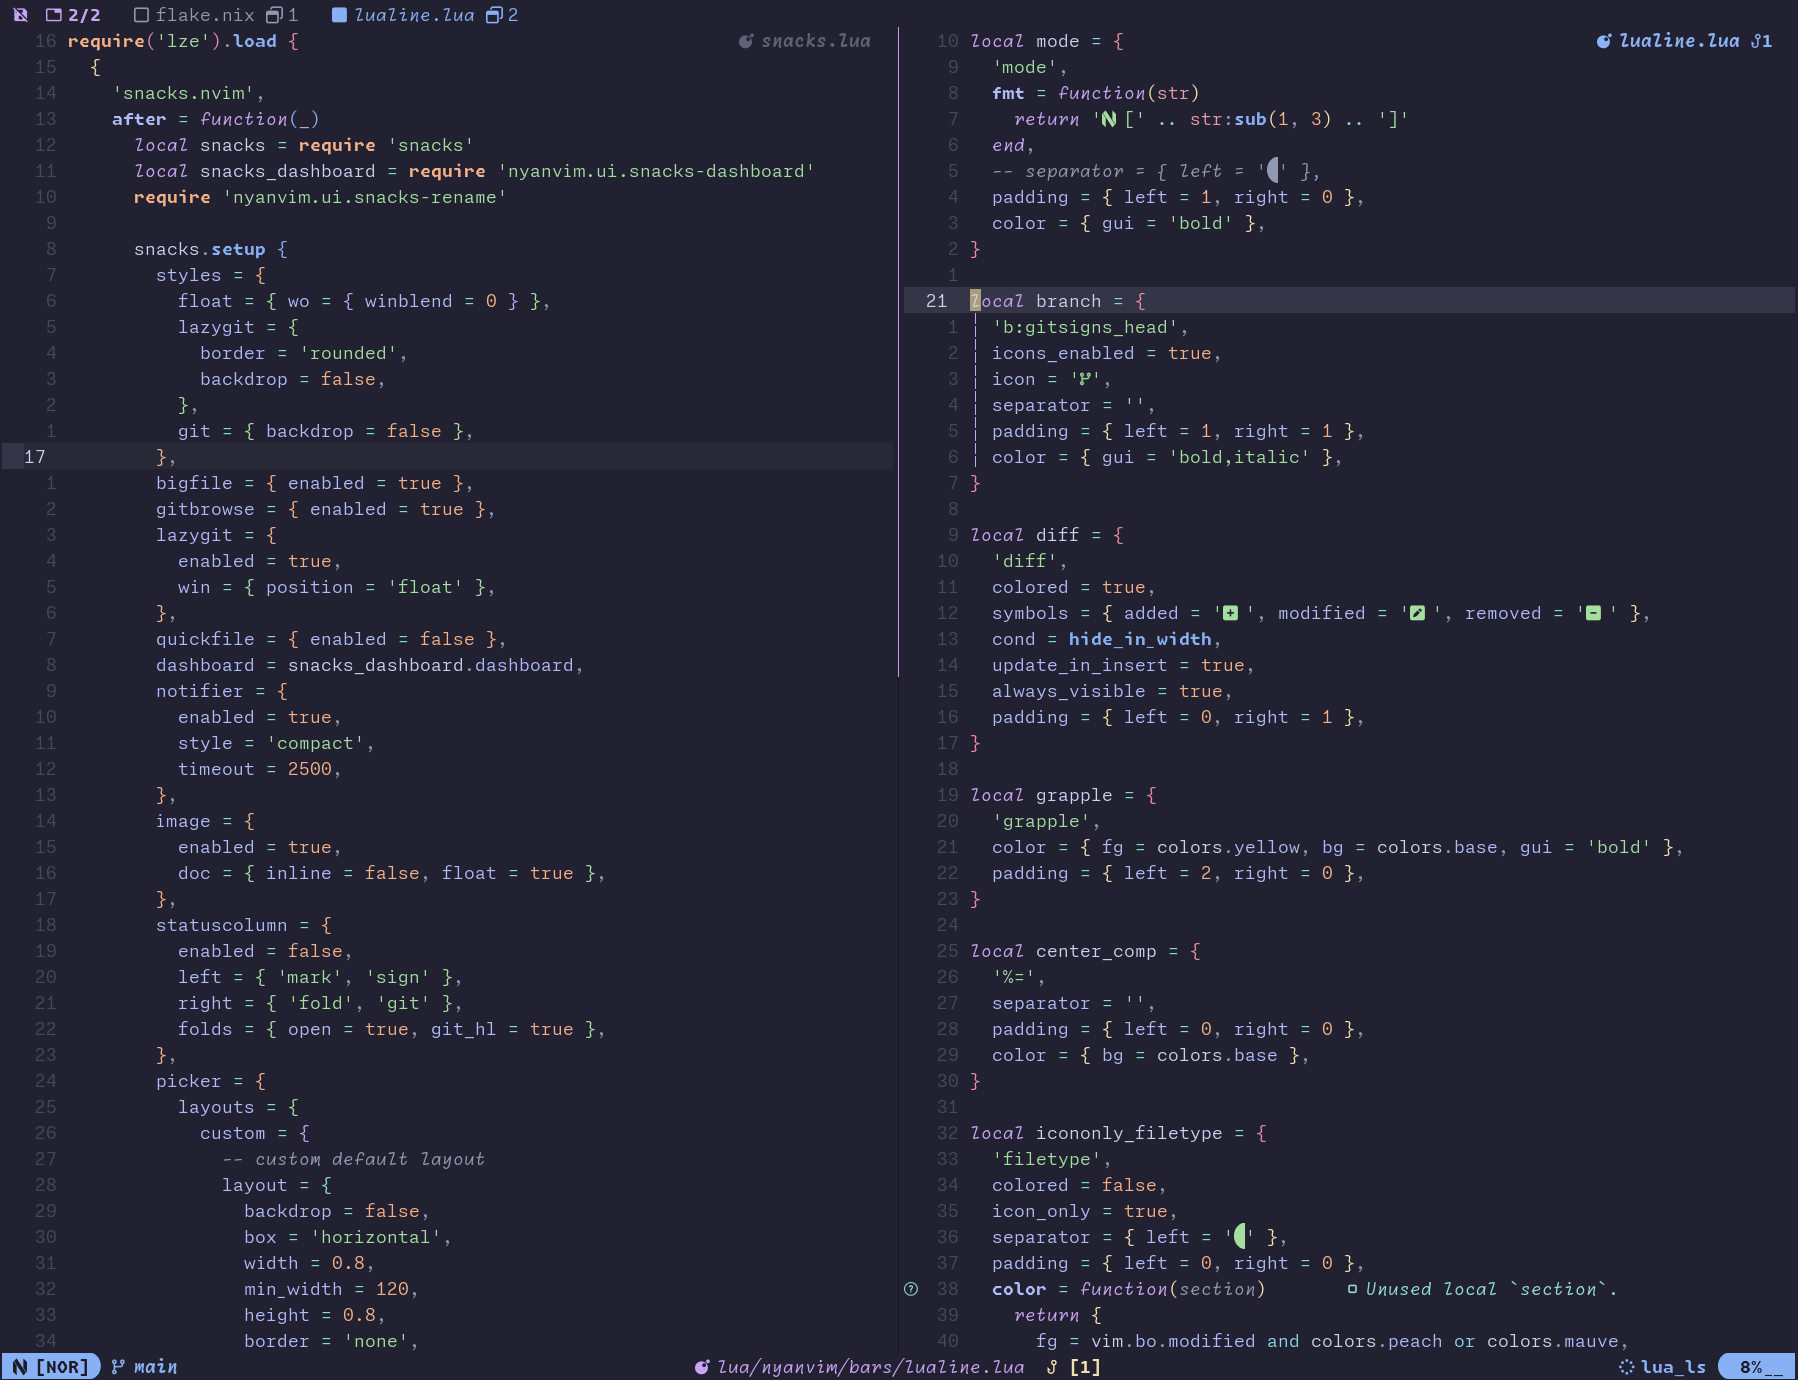 2/2 flake.nix 1 lualine.lua 2
16 require('lze').load { snacks.lua
15   {
14     'snacks.nvim',
13     after = function(_)
12       local snacks = require 'snacks'
11       local snacks_dashboard = require 'nyanvim.ui.snacks-dashboard'
10       require 'nyanvim.ui.snacks-rename'
9
8       snacks.setup {
7         styles = {
6           float = { wo = { winblend = 0 } },
5           lazygit = {
4             border = 'rounded',
3             backdrop = false,
2           },
1           git = { backdrop = false },
17         },
1         bigfile = { enabled = true },
2         gitbrowse = { enabled = true },
3         lazygit = {
4           enabled = true,
5           win = { position = 'float' },
6         },
7         quickfile = { enabled = false },
8         dashboard = snacks_dashboard.dashboard,
9         notifier = {
10           enabled = true,
11           style = 'compact',
12           timeout = 2500,
13         },
14         image = {
15           enabled = true,
16           doc = { inline = false, float = true },
17         },
18         statuscolumn = {
19           enabled = false,
20           left = { 'mark', 'sign' },
21           right = { 'fold', 'git' },
22           folds = { open = true, git_hl = true },
23         },
24         picker = {
25           layouts = {
26             custom = {
27               -- custom default layout
28               layout = {
29                 backdrop = false,
30                 box = 'horizontal',
31                 width = 0.8,
32                 min_width = 120,
33                 height = 0.8,
34                 border = 'none',
10 local mode = { lualine.lua 1
9   'mode',
8   fmt = function(str)
7     return ' [' .. str:sub(1, 3) .. ']'
6   end,
5   -- separator = { left = '' },
4   padding = { left = 1, right = 0 },
3   color = { gui = 'bold' },
2 }
1
21 local branch = {
1   'b:gitsigns_head',
2   icons_enabled = true,
3   icon = '',
4   separator = '',
5   padding = { left = 1, right = 1 },
6   color = { gui = 'bold,italic' },
7 }
8
9 local diff = {
10   'diff',
11   colored = true,
12   symbols = { added = ' ', modified = ' ', removed = ' ' },
13   cond = hide_in_width,
14   update_in_insert = true,
15   always_visible = true,
16   padding = { left = 0, right = 1 },
17 }
18
19 local grapple = {
20   'grapple',
21   color = { fg = colors.yellow, bg = colors.base, gui = 'bold' },
22   padding = { left = 2, right = 0 },
23 }
24
25 local center_comp = {
26   '%=',
27   separator = '',
28   padding = { left = 0, right = 0 },
29   color = { bg = colors.base },
30 }
31
32 local icononly_filetype = {
33   'filetype',
34   colored = false,
35   icon_only = true,
36   separator = { left = '' },
37   padding = { left = 0, right = 0 },
38   color = function(section) Unused local `section`.
39     return {
40       fg = vim.bo.modified and colors.peach or colors.mauve,
[NOR] main lua/nyanvim/bars/lualine.lua [1] lua_ls 8%__